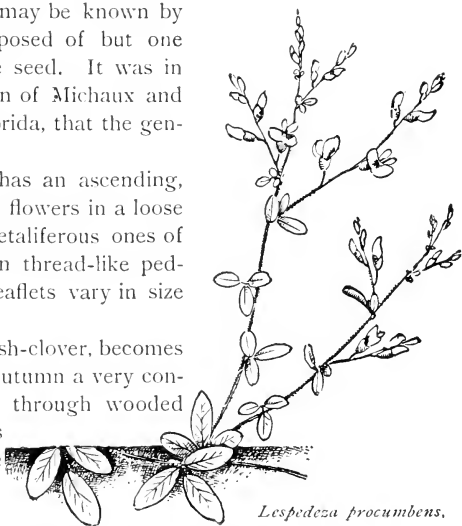 may be known by
posed of but one
e seed. It was in
n of Michaux and
orida, that the gen-
has an ascending,
flowers in a loose
etaliferous ones of
n thread-like ped-
eaflets vary in size
sh-clover, becomes
utumn a very con-
through wooded
s
Lespedeza procumbens.